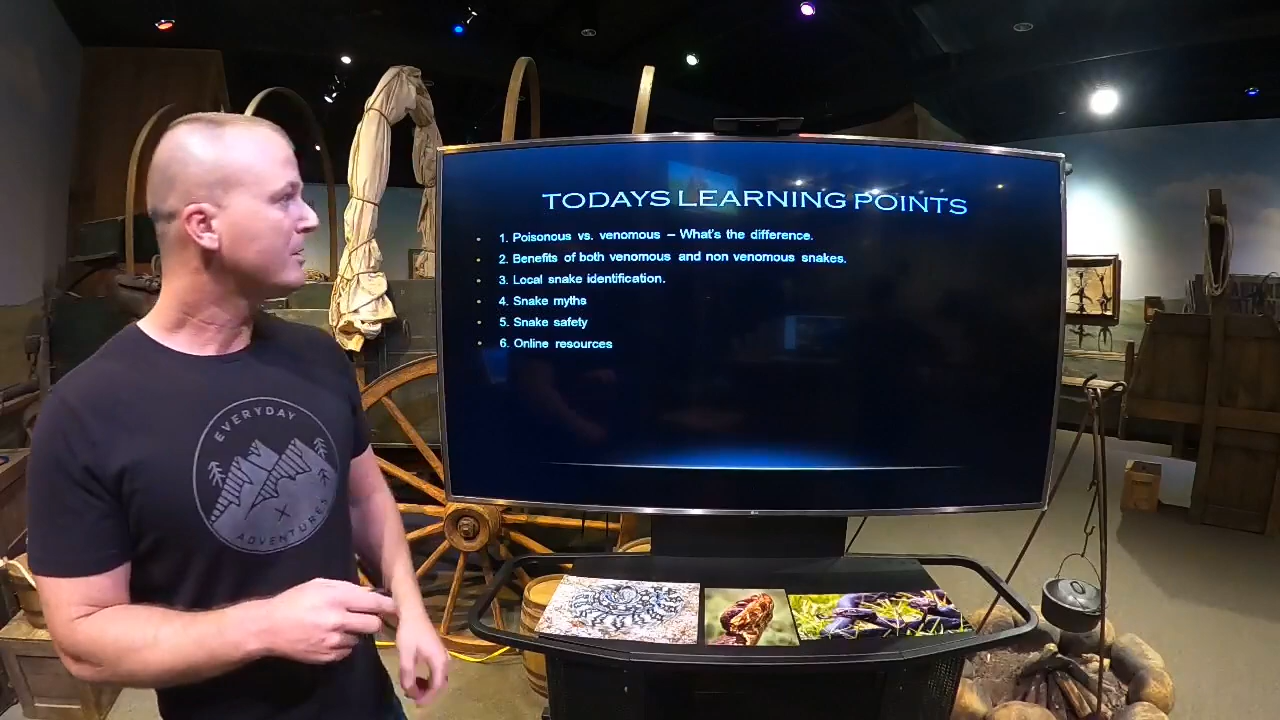 TODAYS LEARNING POINTS
• 1. Poisonous vs. venomous – What's the difference.
• 2. Benefits of both venomous and non venomous snakes.
• 3. Local snake identification.
• 4. Snake myths
• 5. Snake safety
• 6. Online resources
EVERYDAY
X
ADVENTURES
LG